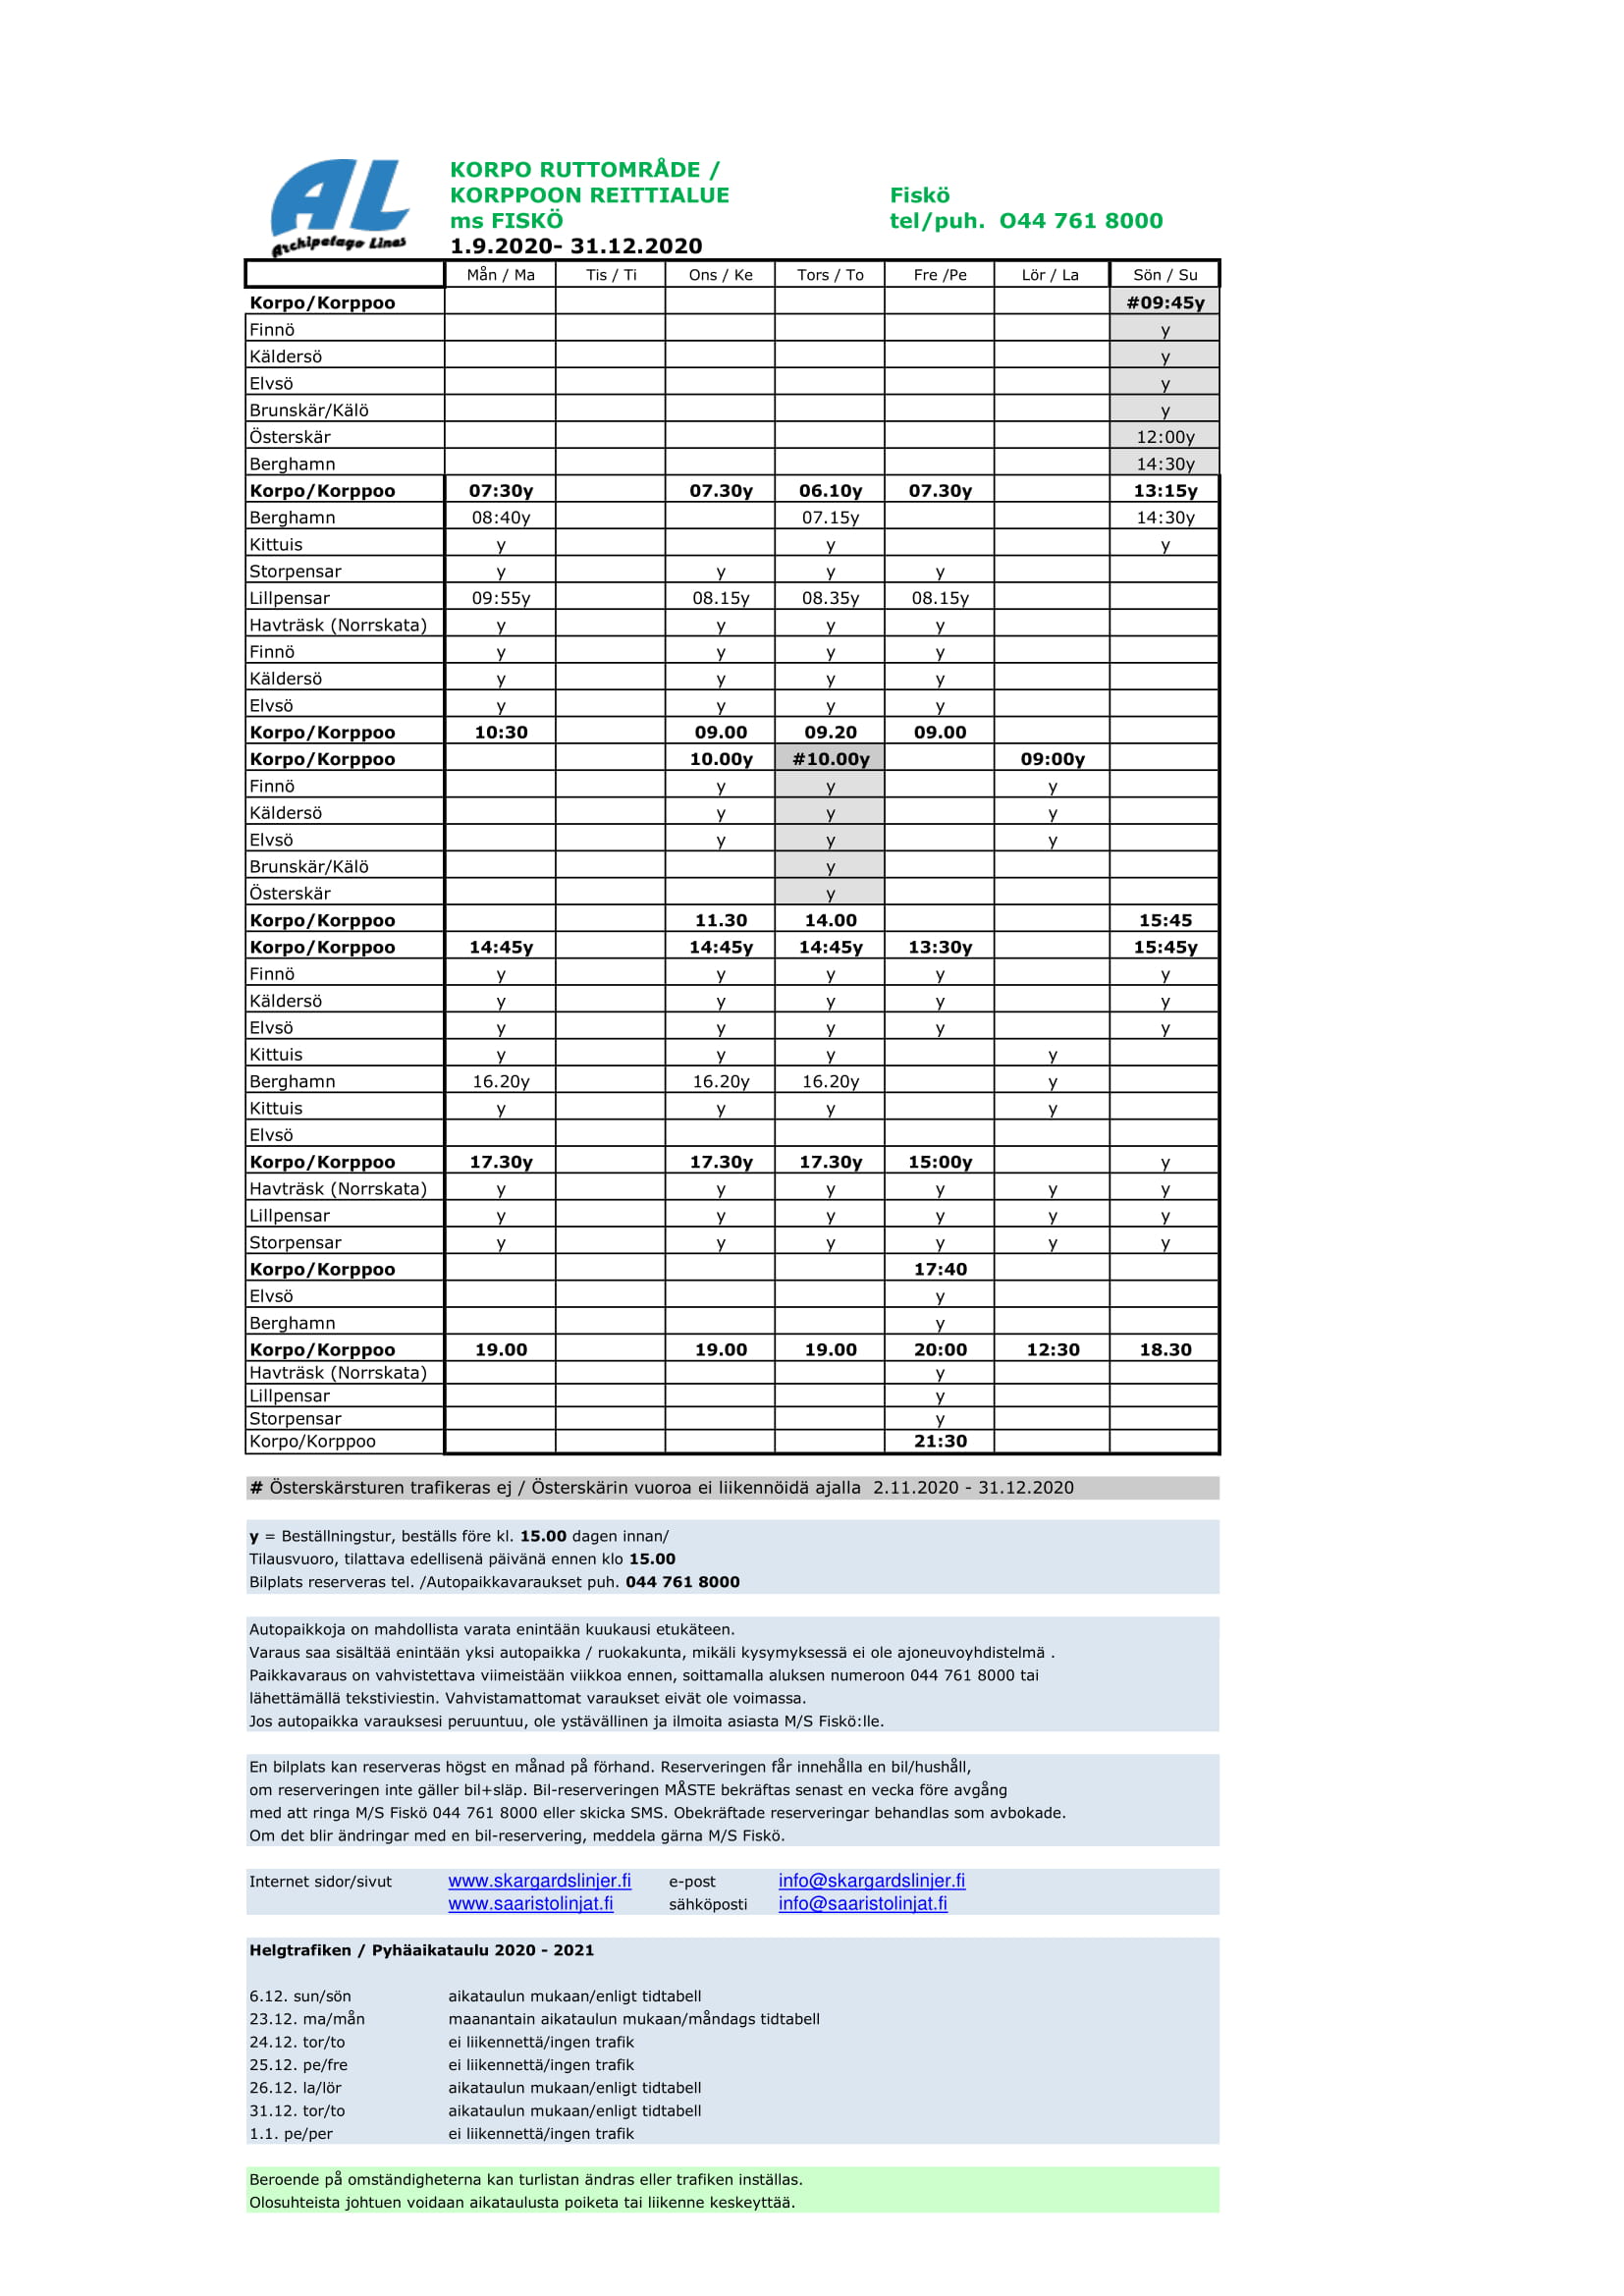 AL
Archipelago Lines
KORPO RUTTOMRÅDE /
KORPPOON REITTIALUE Fiskö
ms FISKÖ tel/puh. O44 761 8000
1.9.2020- 31.12.2020
Mån / Ma Tis / Ti Ons / Ke Tors / To Fre /Pe Lör / La Sön / Su
Korpo/Korppoo #09:45y
Finnö y
Käldersö y
Elvsö y
Brunskär/Kälö y
Österskär 12:00y
Berghamn 14:30y
Korpo/Korppoo 07:30y 07.30y 06.10y 07.30y 13:15y
Berghamn 08:40y 07.15y 14:30y
Kittuis y y y
Storpensar y y y y
Lillpensar 09:55y 08.15y 08.35y 08.15y
Havträsk (Norrskata) y y y y
Finnö y y y y
Käldersö y y y y
Elvsö y y y y
Korpo/Korppoo 10:30 09.00 09.20 09.00
Korpo/Korppoo 10.00y #10.00y 09:00y
Finnö y y y
Käldersö y y y
Elvsö y y y
Brunskär/Kälö y
Österskär y
Korpo/Korppoo 11.30 14.00 15:45
Korpo/Korppoo 14:45y 14:45y 14:45y 13:30y 15:45y
Finnö y y y y y
Käldersö y y y y y
Elvsö y y y y y
Kittuis y y y y
Berghamn 16.20y 16.20y 16.20y y
Kittuis y y y y
Elvsö
Korpo/Korppoo 17.30y 17.30y 17.30y 15:00y y
Havträsk (Norrskata) y y y y y y
Lillpensar y y y y y y
Storpensar y y y y y y
Korpo/Korppoo 17:40
Elvsö y
Berghamn y
Korpo/Korppoo 19.00 19.00 19.00 20:00 12:30 18.30
Havträsk (Norrskata) y
Lillpensar y
Storpensar y
Korpo/Korppoo 21:30
# Österskärsturen trafikeras ej / Österskärin vuoroa ei liikennöidä ajalla 2.11.2020 - 31.12.2020
y = Beställningstur, beställs före kl. 15.00 dagen innan/
Tilausvuoro, tilattava edellisenä päivänä ennen klo 15.00
Bilplats reserveras tel. /Autopaikkavaraukset puh. 044 761 8000
Autopaikkoja on mahdollista varata enintään kuukausi etukäteen.
Varaus saa sisältää enintään yksi autopaikka / ruokakunta, mikäli kysymyksessä ei ole ajoneuvoyhdistelmä .
Paikkavaraus on vahvistettava viimeistään viikkoa ennen, soittamalla aluksen numeroon 044 761 8000 tai
lähettämällä tekstiviestin. Vahvistamattomat varaukset eivät ole voimassa.
Jos autopaikka varauksesi peruuntuu, ole ystävällinen ja ilmoita asiasta M/S Fiskö:lle.
En bilplats kan reserveras högst en månad på förhand. Reserveringen får innehålla en bil/hushåll,
om reserveringen inte gäller bil+släp. Bil-reserveringen MÅSTE bekräftas senast en vecka före avgång
med att ringa M/S Fiskö 044 761 8000 eller skicka SMS. Obekräftade reserveringar behandlas som avbokade.
Om det blir ändringar med en bil-reservering, meddela gärna M/S Fiskö.
Internet sidor/sivut www.skargardslinjer.fi e-post info@skargardslinjer.fi
www.saaristolinjat.fi sähköposti info@saaristolinjat.fi
Helgtrafiken / Pyhäaikataulu 2020 - 2021
6.12. sun/sön aikataulun mukaan/enligt tidtabell
23.12. ma/mån maanantain aikataulun mukaan/måndags tidtabell
24.12. tor/to ei liikennettä/ingen trafik
25.12. pe/fre ei liikennettä/ingen trafik
26.12. la/lör aikataulun mukaan/enligt tidtabell
31.12. tor/to aikataulun mukaan/enligt tidtabell
1.1. pe/per ei liikennettä/ingen trafik
Beroende på omständigheterna kan turlistan ändras eller trafiken inställas.
Olosuhteista johtuen voidaan aikataulusta poiketa tai liikenne keskeyttää.